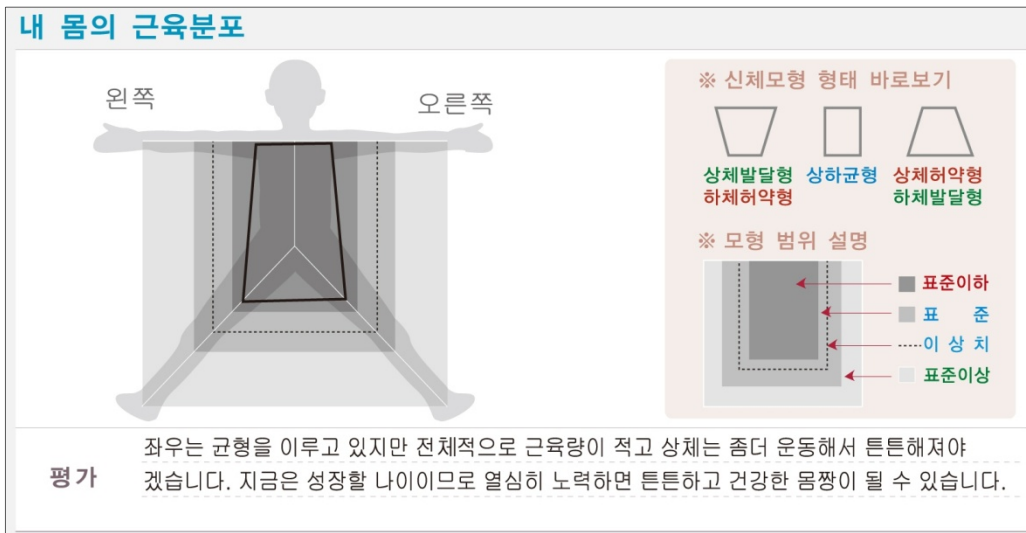 내 몸의 근육분포
왼쪽
오른쪽
※ 신체모형 형태 바로보기
상체발달형 상하균형 상체허약형
하체허약형 하체발달형
※ 모형 범위 설명
표준이하
표 준
이 상 치
표준이상
평가
좌우는 균형을 이루고 있지만 전체적으로 근육량이 적고 상체는 좀더 운동해서 튼튼해져야
겠습니다. 지금은 성장할 나이이므로 열심히 노력하면 튼튼하고 건강한 몸짱이 될 수 있습니다.